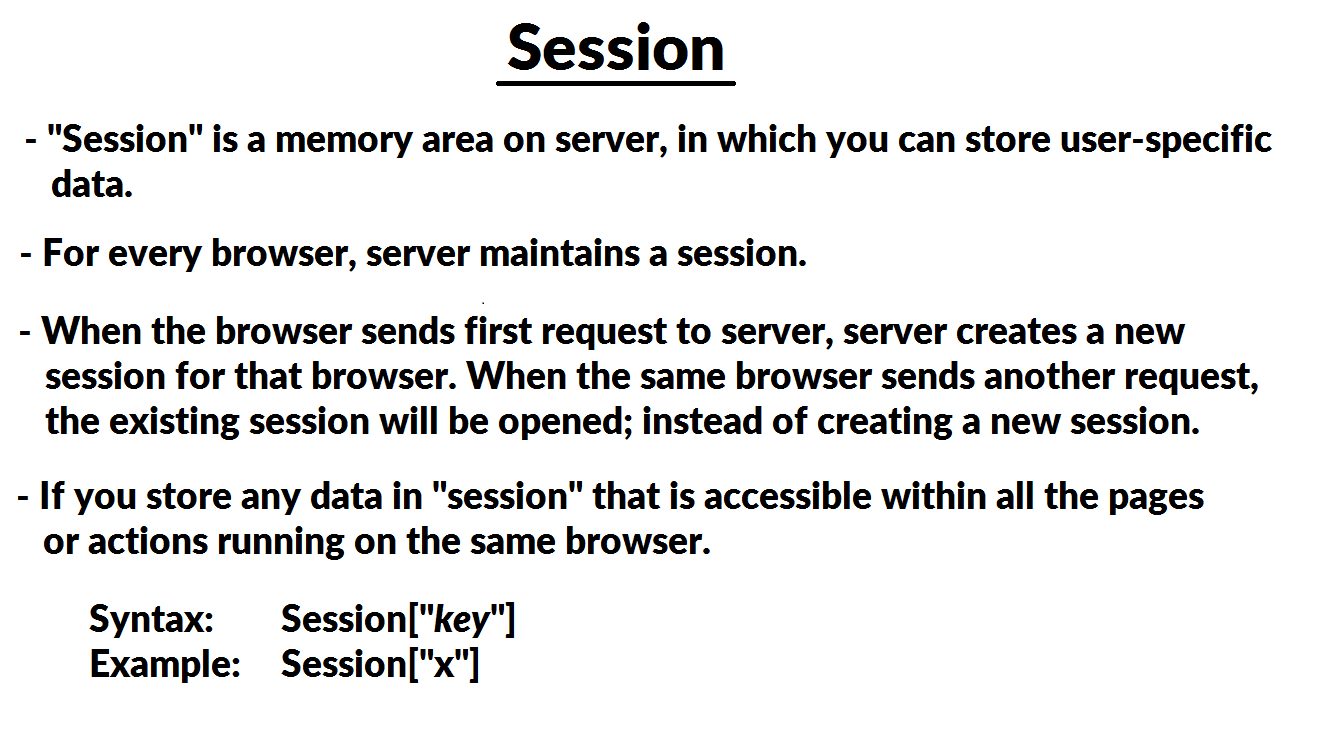 Session
- "Session" is a memory area on server, in which you can store user-specific
data.
- For every browser, server maintains a session.
- When the browser sends first request to server, server creates a new
session for that browser. When the same browser sends another request,
the existing session will be opened; instead of creating a new session.
- If you store any data in "session" that is accessible within all the pages
or actions running on the same browser.
Syntax: Session["key"]
Example: Session["x"]